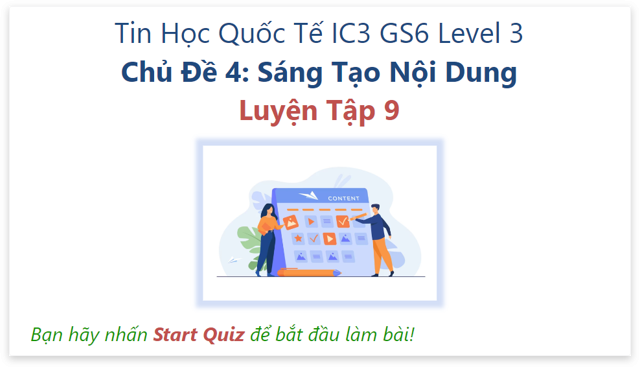 Tin Học Quốc Tế IC3 GS6 Level 3
Chủ Đề 4: Sáng Tạo Nội Dung
Luyện Tập 9
CONTENT
Bạn hãy nhấn Start Quiz để bắt đầu làm bài!